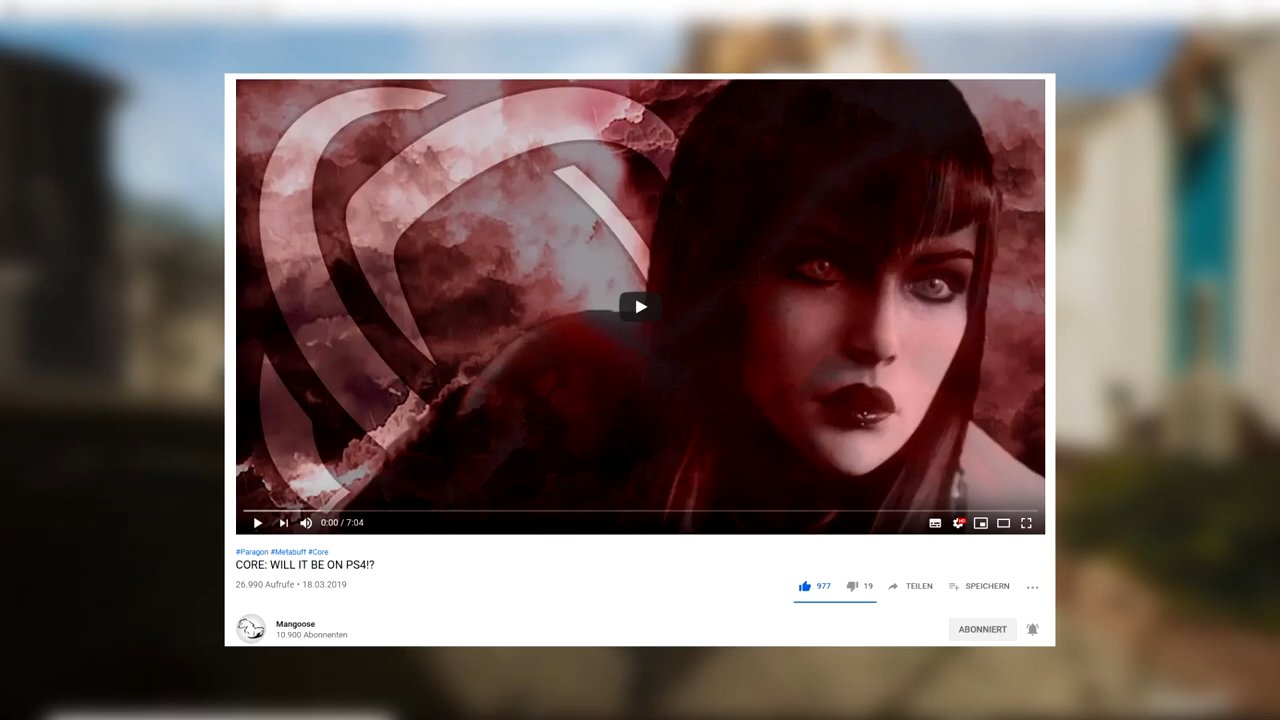 0:00 / 7:04
HD
#Paragon #Metabuff #Core
CORE: WILL IT BE ON PS4!?
26.990 Aufrufe • 18.03.2019
977
19
TEILEN
SPEICHERN
Mangoose
10.900 Abonnenten
ABONNIERT